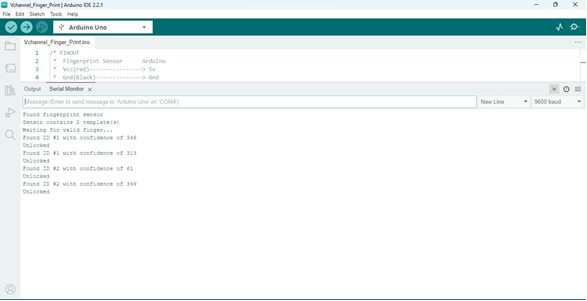 Vchannel_Finger_Print | Arduino IDE 2.2.1
File Edit Sketch Tools Help
Arduino Uno
Vchannel_Finger_Print.ino
1 /* PINOUT
2 * Fingerprint Sensor Arduino
3 * Vcc(red)----------------> 5v
4 * Gnd(Black)--------------> Gnd
Output Serial Monitor
Message (Enter to send message to 'Arduino Uno' on 'COM4') New Line 9600 baud
Found fingerprint sensor
Sensor contains 2 template(s)
Waiting for valid finger...
Found ID #1 with confidence of 346
Unlocked
Found ID #1 with confidence of 313
Unlocked
Found ID #2 with confidence of 61
Unlocked
Found ID #2 with confidence of 349
Unlocked